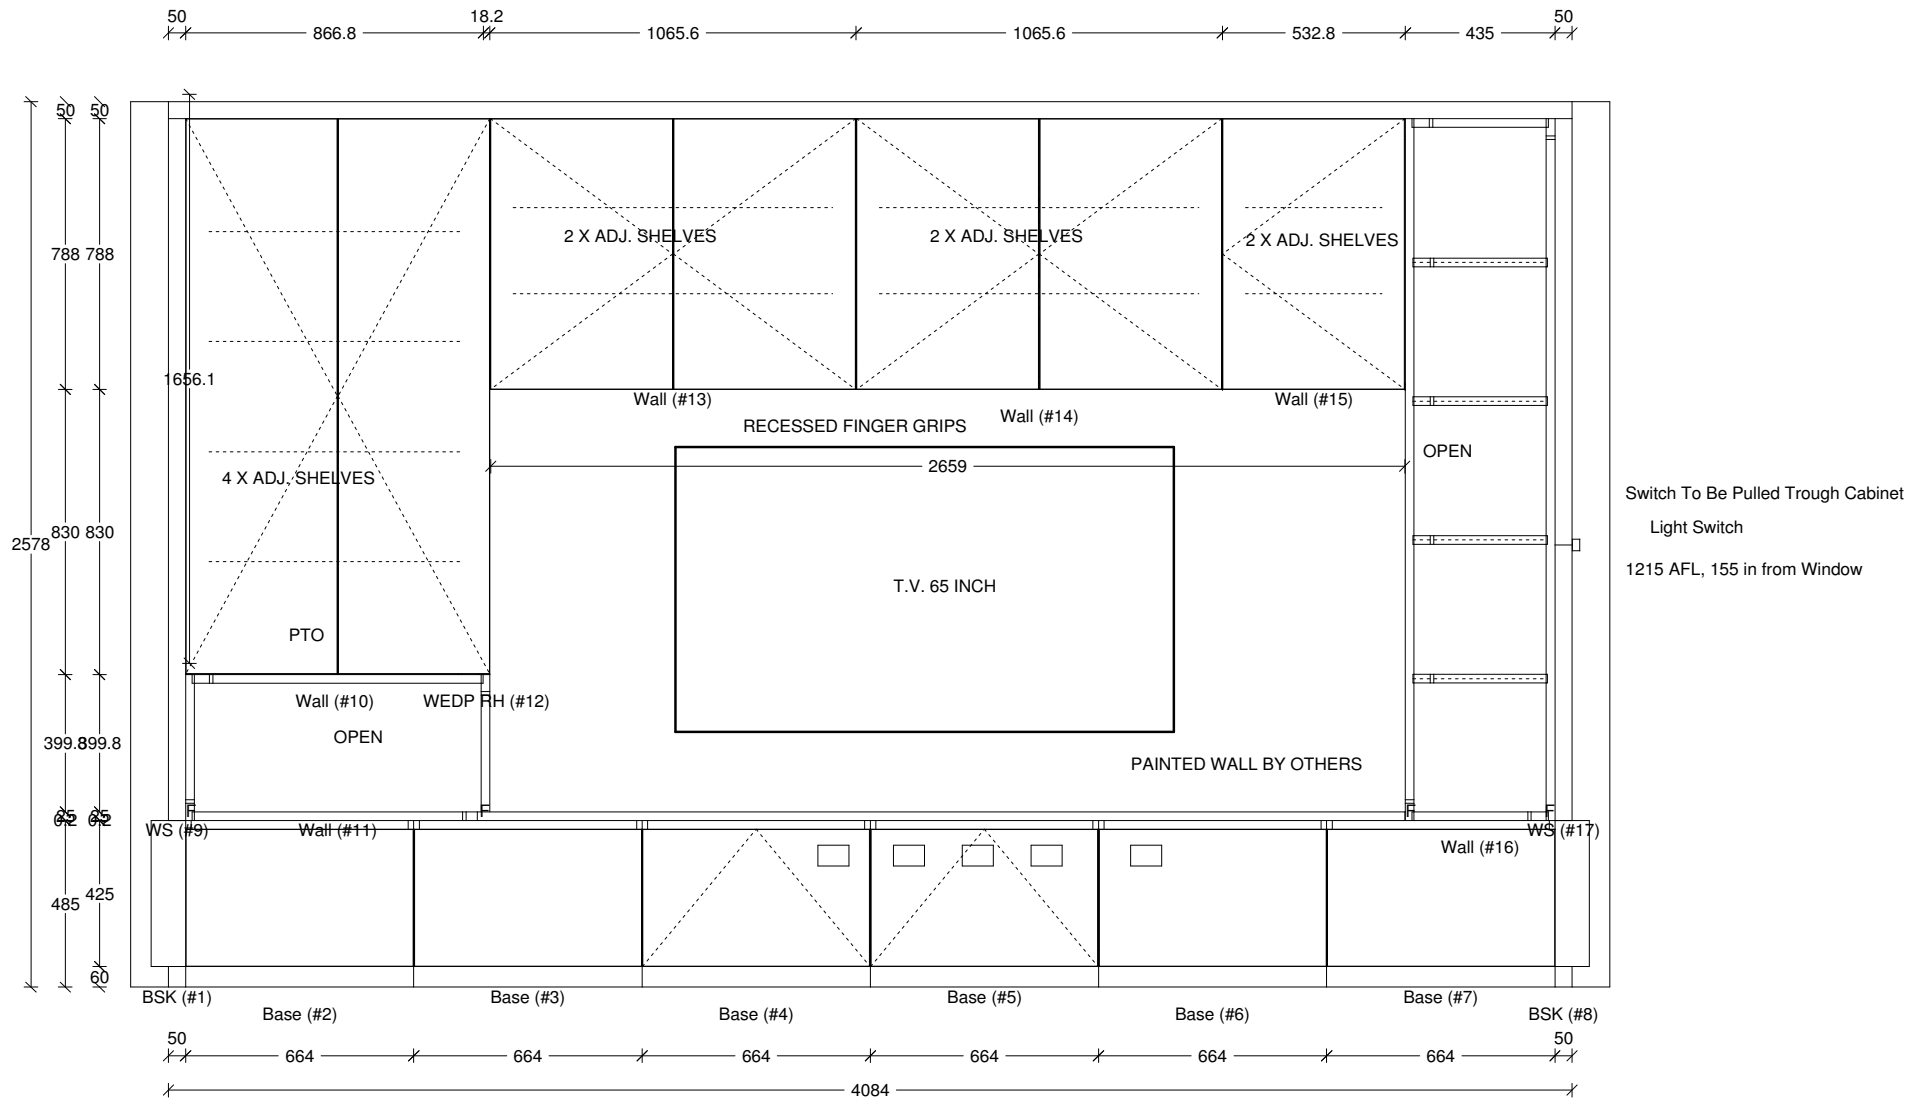 50
18.2
50
866.8
1065.6
1065.6
532.8
435
50
50
788
788
2 X ADJ. SHELVES
2 X ADJ. SHELVES
2 X ADJ. SHELVES
1656.1
Wall (#13)
Wall (#14)
Wall (#15)
RECESSED FINGER GRIPS
OPEN
2659
4 X ADJ. SHELVES
Switch To Be Pulled Trough Cabinet
Light Switch
1215 AFL, 155 in from Window
2578
830
830
T.V. 65 INCH
PTO
Wall (#10)
WEDP RH (#12)
OPEN
399.8
399.8
PAINTED WALL BY OTHERS
WS (#9)
Wall (#11)
WS (#17)
Wall (#16)
485
425
60
BSK (#1)
Base (#2)
Base (#3)
Base (#4)
Base (#5)
Base (#6)
Base (#7)
BSK (#8)
50
50
664
664
664
664
664
664
4084